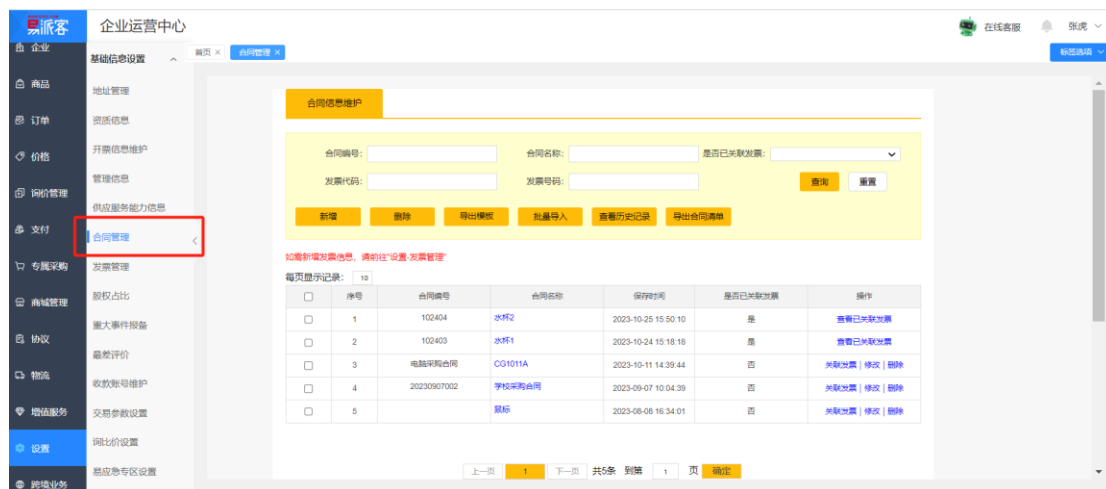 易派客 企业运营中心 在线客服 张虎
企业 基础信息设置 首页 × 合同管理 × 标签选项
商品 地址管理
合同信息维护
订单 资质信息
价格 开票信息维护 合同编号: 合同名称: 是否已关联发票:
管理信息 发票代码: 发票号码: 查询 重置
询价管理 供应服务能力信息
新增 删除 导出模板 批量导入 查看历史记录 导出合同清单
支付 合同管理
如需新增发票信息,请前往"设置-发票管理"
专属采购 发票管理
每页显示记录: 10
商城管理 股权占比
序号 合同编号 合同名称 保存时间 是否已关联发票 操作
重大事件报备 1 102404 水杯2 2023-10-25 15:50:10 是 查看已关联发票
协议 2 102403 水杯1 2023-10-24 15:18:18 是 查看已关联发票
最差评价 3 电脑采购合同 CG1011A 2023-10-11 14:39:44 否 关联发票 | 修改 | 删除
物流 收款账号维护 4 20230907002 学校采购合同 2023-09-07 10:04:39 否 关联发票 | 修改 | 删除
增值服务 交易参数设置 5 鼠标 2023-08-08 16:34:01 否 关联发票 | 修改 | 删除
设置 询比价设置
易应急专区设置 上一页 1 下一页 共5条 到第 1 页 确定
跨境业务